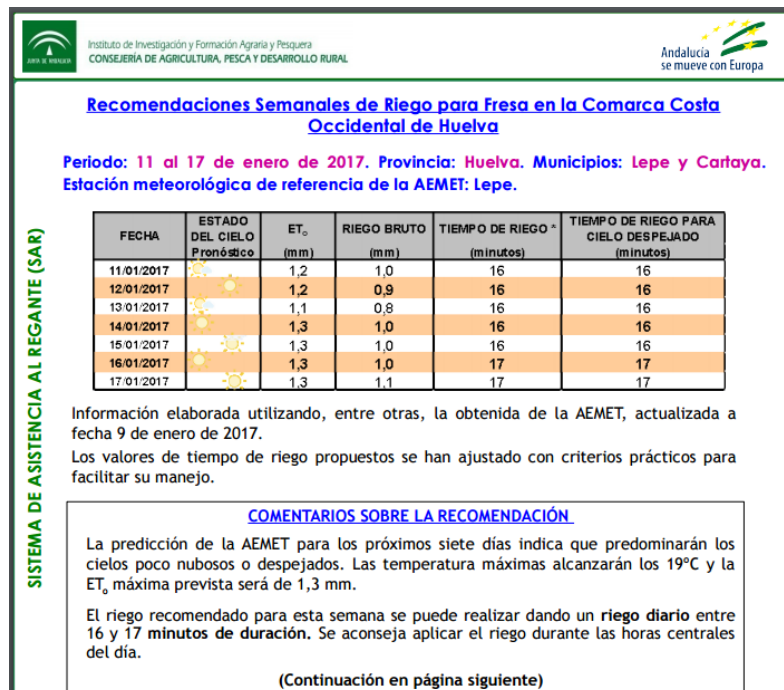 JUNTA DE ANDALUCIA
Instituto de Investigación y Formación Agraria y Pesquera
CONSEJERÍA DE AGRICULTURA, PESCA Y DESARROLLO RURAL
Andalucía
se mueve con Europa
Recomendaciones Semanales de Riego para Fresa en la Comarca Costa
Occidental de Huelva
Periodo: 11 al 17 de enero de 2017. Provincia: Huelva. Municipios: Lepe y Cartaya.
Estación meteorológica de referencia de la AEMET: Lepe.
SISTEMA DE ASISTENCIA AL REGANTE (SAR)
FECHA ESTADO DEL CIELO Pronóstico ETo (mm) RIEGO BRUTO (mm) TIEMPO DE RIEGO * (minutos) TIEMPO DE RIEGO PARA CIELO DESPEJADO (minutos)
11/01/2017 1,2 1,0 16 16
12/01/2017 1,2 0,9 16 16
13/01/2017 1,1 0,8 16 16
14/01/2017 1,3 1,0 16 16
15/01/2017 1,3 1,0 16 16
16/01/2017 1,3 1,0 17 17
17/01/2017 1,3 1,1 17 17
Información elaborada utilizando, entre otras, la obtenida de la AEMET, actualizada a
fecha 9 de enero de 2017.
Los valores de tiempo de riego propuestos se han ajustado con criterios prácticos para
facilitar su manejo.
COMENTARIOS SOBRE LA RECOMENDACIÓN
La predicción de la AEMET para los próximos siete días indica que predominarán los
cielos poco nubosos o despejados. Las temperatura máximas alcanzarán los 19ºC y la
ETo máxima prevista será de 1,3 mm.
El riego recomendado para esta semana se puede realizar dando un riego diario entre
16 y 17 minutos de duración. Se aconseja aplicar el riego durante las horas centrales
del día.
(Continuación en página siguiente)